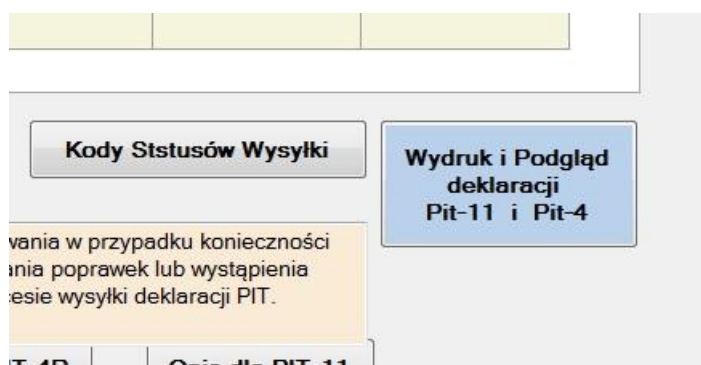 Kody Ststusów Wysyłki
Wydruk i Podgląd
deklaracji
Pit-11 i Pit-4
wania w przypadku konieczności
ania poprawek lub wystąpienia
cesie wysyłki deklaracji PIT.